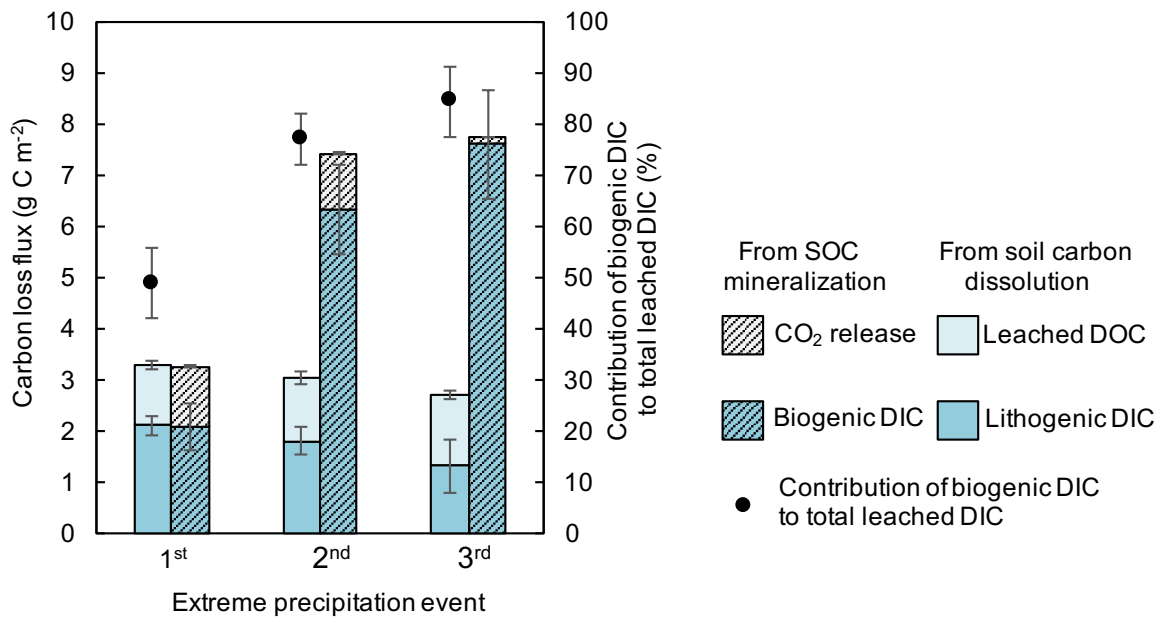 Carbon loss flux (g C m⁻²)
10
9
8
7
6
5
4
3
2
1
0
100
90
80
70
60
50
40
30
20
10
0
Contribution of biogenic DIC
to total leached DIC (%)
1ˢᵗ
2ⁿᵈ
3ʳᵈ
Extreme precipitation event
From SOC
mineralization
From soil carbon
dissolution
CO₂ release
Leached DOC
Biogenic DIC
Lithogenic DIC
Contribution of biogenic DIC
to total leached DIC